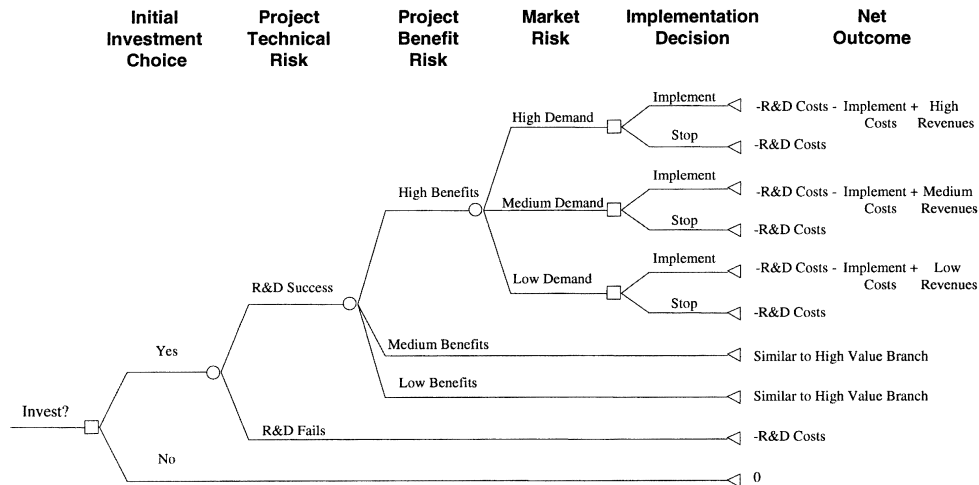 Initial Investment Choice
Project Technical Risk
Project Benefit Risk
Market Risk
Implementation Decision
Net Outcome
Implement
-R&D Costs - Implement + High
Costs Revenues
High Demand
Stop
-R&D Costs
Implement
-R&D Costs - Implement + Medium
Costs Revenues
High Benefits
Medium Demand
Stop
-R&D Costs
Implement
-R&D Costs - Implement + Low
Costs Revenues
Low Demand
R&D Success
Stop
-R&D Costs
Medium Benefits
Similar to High Value Branch
Yes
Low Benefits
Similar to High Value Branch
Invest?
R&D Fails
-R&D Costs
No
0